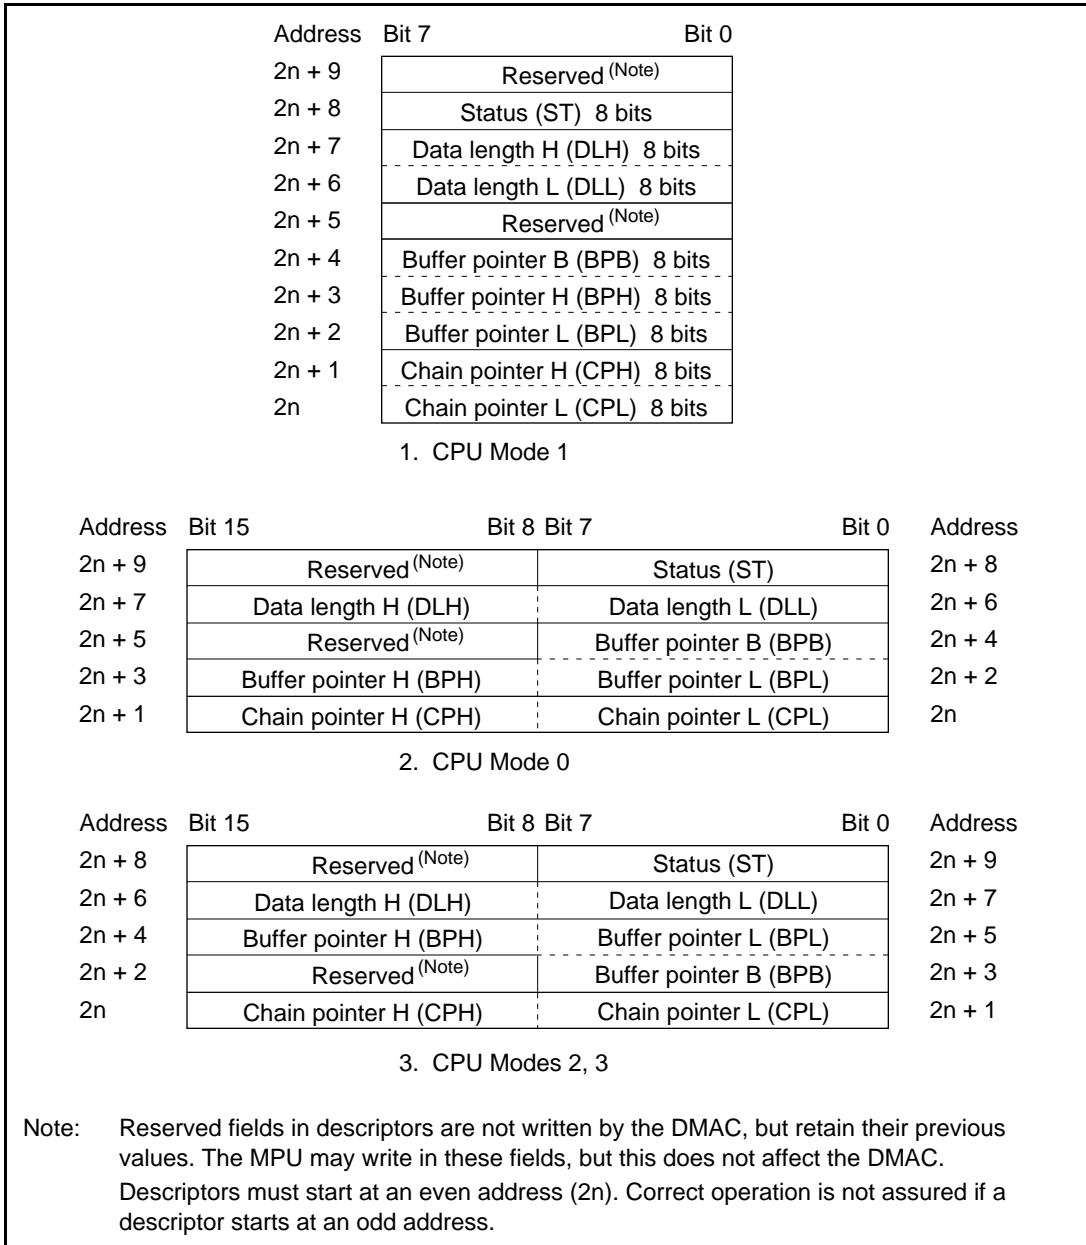 Address Bit 7 Bit 0
2n + 9 Reserved (Note)
2n + 8 Status (ST) 8 bits
2n + 7 Data length H (DLH) 8 bits
2n + 6 Data length L (DLL) 8 bits
2n + 5 Reserved (Note)
2n + 4 Buffer pointer B (BPB) 8 bits
2n + 3 Buffer pointer H (BPH) 8 bits
2n + 2 Buffer pointer L (BPL) 8 bits
2n + 1 Chain pointer H (CPH) 8 bits
2n Chain pointer L (CPL) 8 bits
1. CPU Mode 1
Address Bit 15 Bit 8 Bit 7 Bit 0 Address
2n + 9 Reserved (Note) Status (ST) 2n + 8
2n + 7 Data length H (DLH) Data length L (DLL) 2n + 6
2n + 5 Reserved (Note) Buffer pointer B (BPB) 2n + 4
2n + 3 Buffer pointer H (BPH) Buffer pointer L (BPL) 2n + 2
2n + 1 Chain pointer H (CPH) Chain pointer L (CPL) 2n
2. CPU Mode 0
Address Bit 15 Bit 8 Bit 7 Bit 0 Address
2n + 8 Reserved (Note) Status (ST) 2n + 9
2n + 6 Data length H (DLH) Data length L (DLL) 2n + 7
2n + 4 Buffer pointer H (BPH) Buffer pointer L (BPL) 2n + 5
2n + 2 Reserved (Note) Buffer pointer B (BPB) 2n + 3
2n Chain pointer H (CPH) Chain pointer L (CPL) 2n + 1
3. CPU Modes 2, 3
Note: Reserved fields in descriptors are not written by the DMAC, but retain their previous
values. The MPU may write in these fields, but this does not affect the DMAC.
Descriptors must start at an even address (2n). Correct operation is not assured if a
descriptor starts at an odd address.